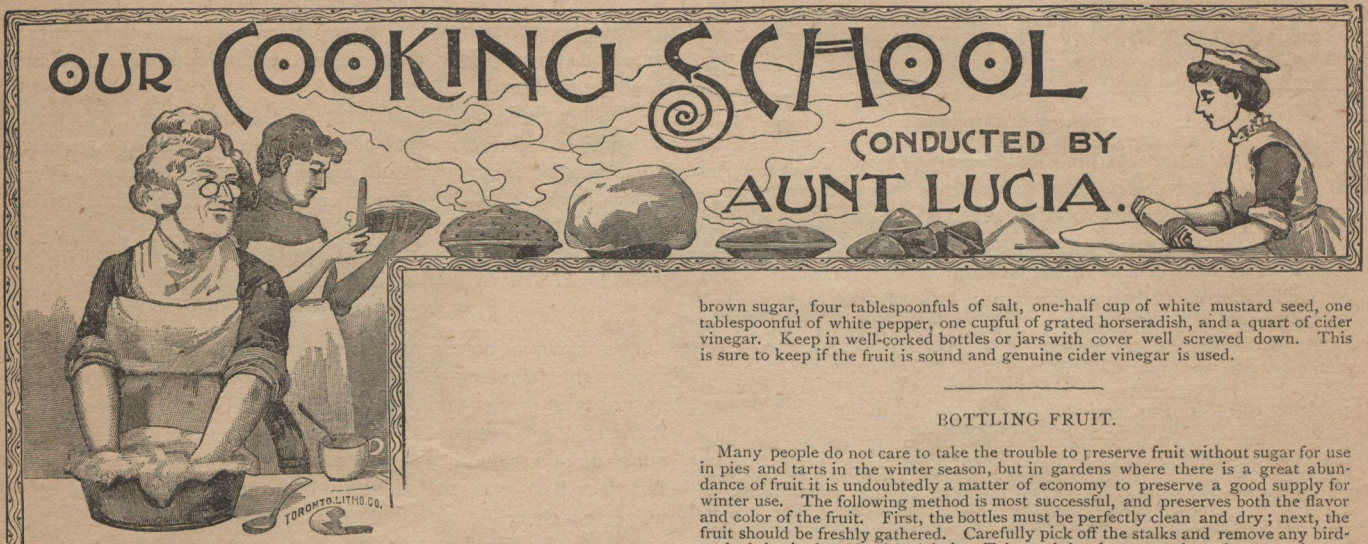 OUR COOKING SCHOOL
CONDUCTED BY
AUNT LUCIA.
TORONTO.LITHO.CO.
brown sugar, four tablespoonfuls of salt, one-half cup of white mustard seed, one
tablespoonful of white pepper, one cupful of grated horseradish, and a quart of cider
vinegar. Keep in well-corked bottles or jars with cover well screwed down. This
is sure to keep if the fruit is sound and genuine cider vinegar is used.
BOTTLING FRUIT.
Many people do not care to take the trouble to preserve fruit without sugar for use
in pies and tarts in the winter season, but in gardens where there is a great abun-
dance of fruit it is undoubtedly a matter of economy to preserve a good supply for
winter use. The following method is most successful, and preserves both the flavor
and color of the fruit. First, the bottles must be perfectly clean and dry; next, the
fruit should be freshly gathered. Carefully pick off the stalks and remove any bird-